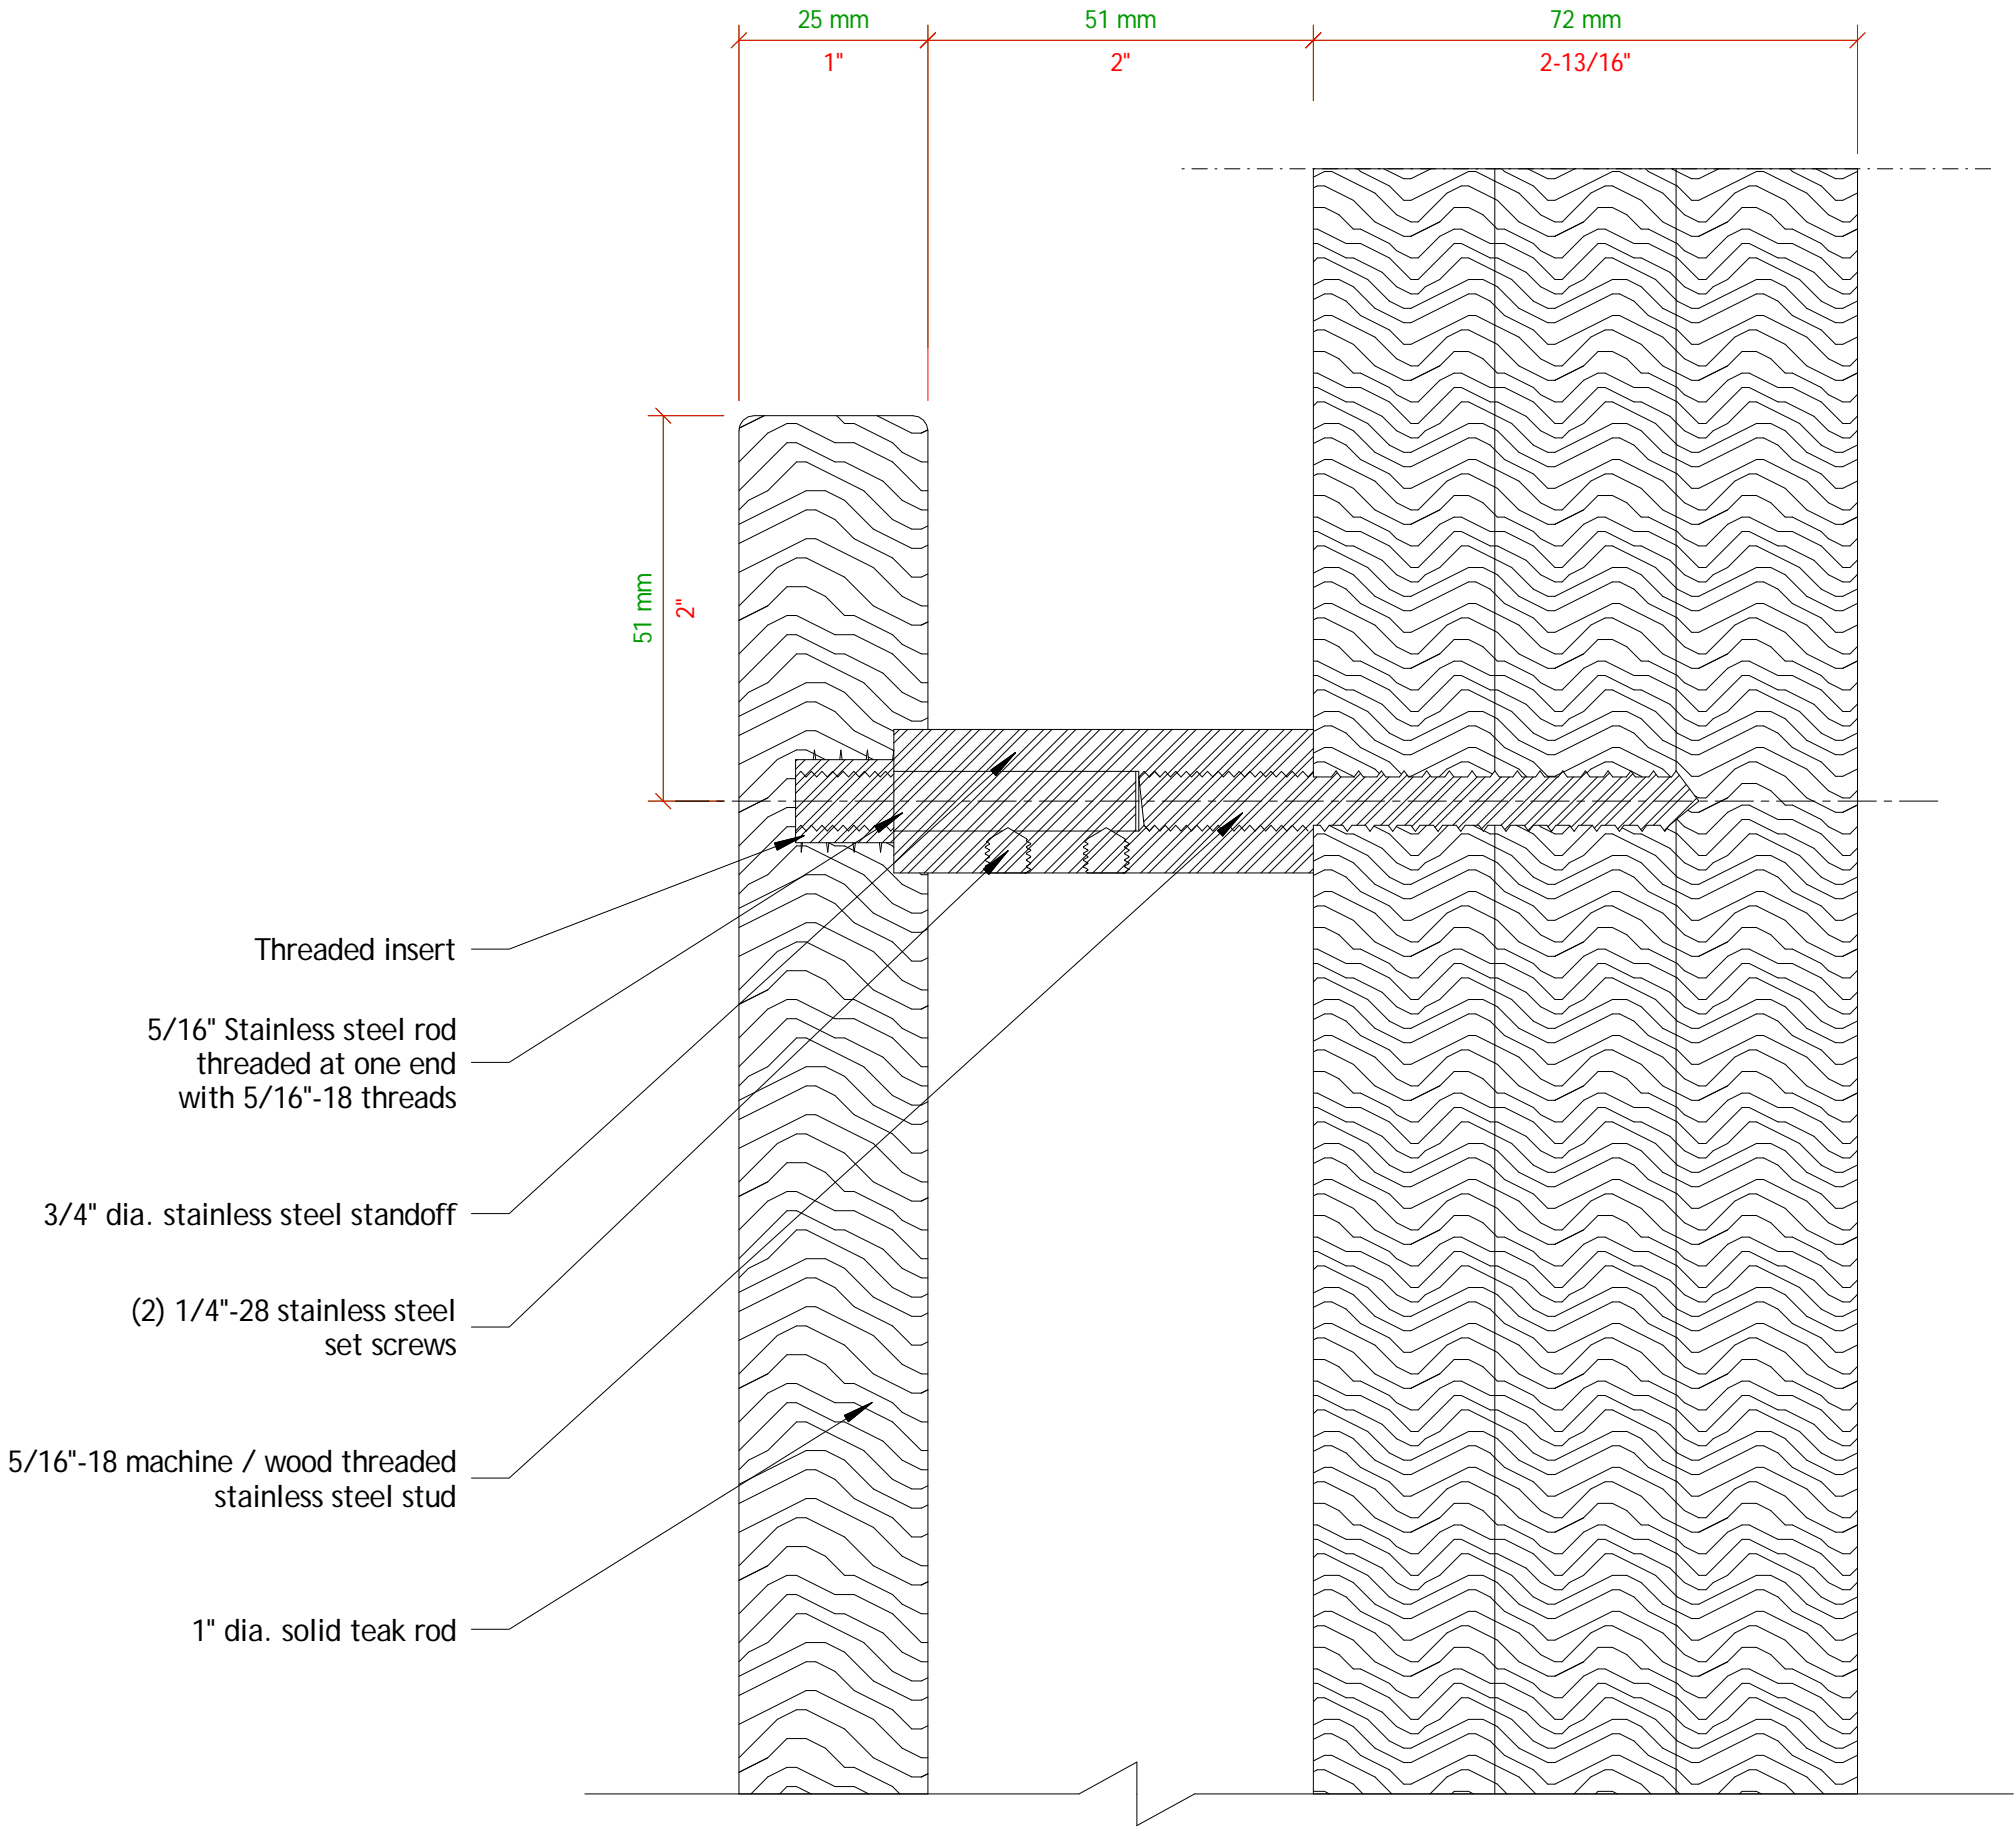 25 mm
51 mm
72 mm
1"
2"
2-13/16"
51 mm
2"
Threaded insert
5/16" Stainless steel rod
threaded at one end
with 5/16"-18 threads
3/4" dia. stainless steel standoff
(2) 1/4"-28 stainless steel
set screws
5/16"-18 machine / wood threaded
stainless steel stud
1" dia. solid teak rod